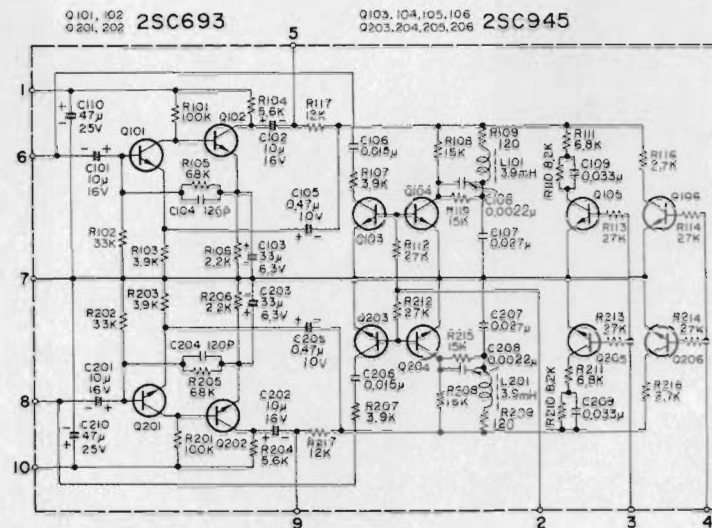 Q101, 102
Q201, 202
2SC693
Q103, 104, 105, 106
Q203, 204, 205, 206
2SC945
5
1
C110
47μ
25V
R101
100K
Q102
R104
5.6K
C102
10μ
16V
R117
12K
Q101
6
C101
10μ
16V
R105
68K
C104 120P
C105
0.47μ
10V
R102
33K
R103
3.9K
R106
2.2K
C103
33μ
6.3V
C106
0.015μ
R107
3.9K
Q103
R108
15K
Q104
R109
120
L101
3.9mH
C108
0.0022μ
R119
15K
C107
0.027μ
R112
27K
R111
6.8K
R110 8.2K
C109
0.033μ
Q105
R113
27K
R116
2.7K
Q106
R114
27K
7
R202
33K
R203
3.9K
R206
2.2K
C203
33μ
6.3V
C204 120P
R205
68K
C205
0.47μ
10V
C201
10μ
16V
8
C210
47μ
25V
Q201
R201
100K
Q202
C202
10μ
16V
R204
5.6K
R217
12K
Q203
C206
0.015μ
R207
3.9K
R212
27K
R215
15K
Q204
R208
15K
C207
0.027μ
C208
0.0022μ
L201
3.9mH
R209
120
R213
27K
Q205
R211
6.8K
R210 8.2K
C209
0.033μ
R214
27K
Q206
R216
2.7K
10
9
2
3
4